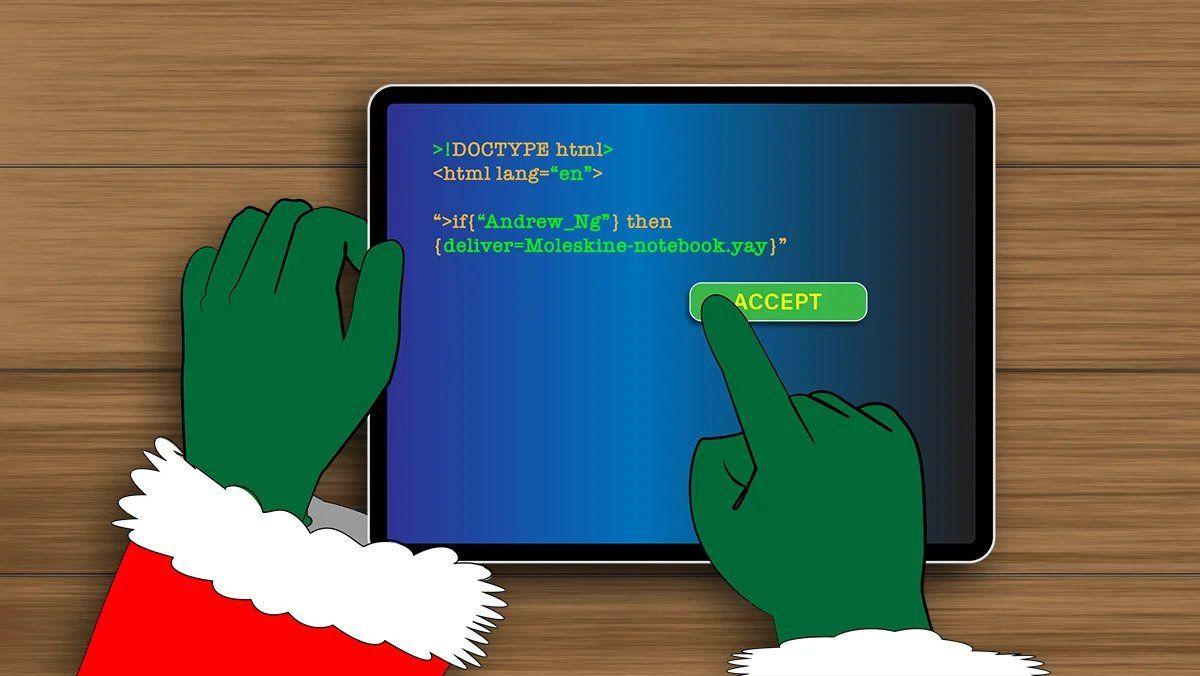 >!DOCTYPE html>
<html lang=“en”>
“>if{“Andrew_Ng”} then
{deliver=Moleskine-notebook.yay}”
ACCEPT